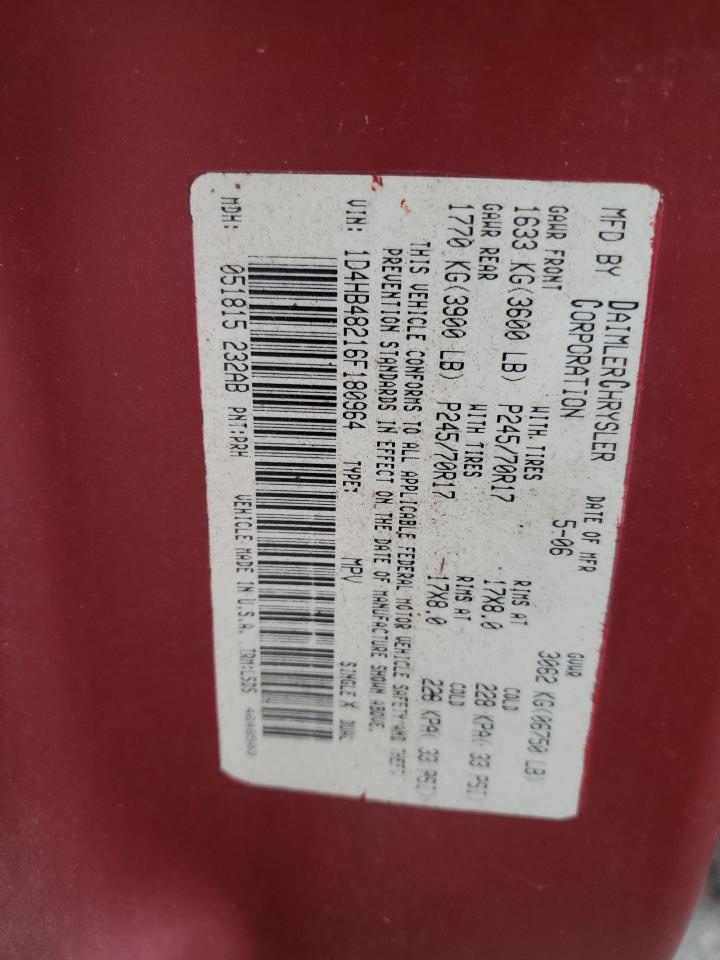 MFD BY DAIMLERCHRYSLER CORPORATION
DATE OF MFR 5-06
GVWR 3062 KG(06750 LB)
GAWR FRONT WITH TIRES RIMS AT COLD
1633 KG(3600 LB) P245/70R17 17X8.0 228 KPA( 33 PSI)
GAWR REAR WITH TIRES RIMS AT COLD
1770 KG(3900 LB) P245/70R17 17X8.0 228 KPA( 33 PSI)
THIS VEHICLE CONFORMS TO ALL APPLICABLE FEDERAL MOTOR VEHICLE SAFETY AND THEFT
PREVENTION STANDARDS IN EFFECT ON THE DATE OF MANUFACTURE SHOWN ABOVE.
VIN: 1D4HB48216F180964 TYPE: MPV SINGLE X DUAL
MDH: 051815 232AB PNT:PRH VEHICLE MADE IN U.S.A. TRM:L5DS